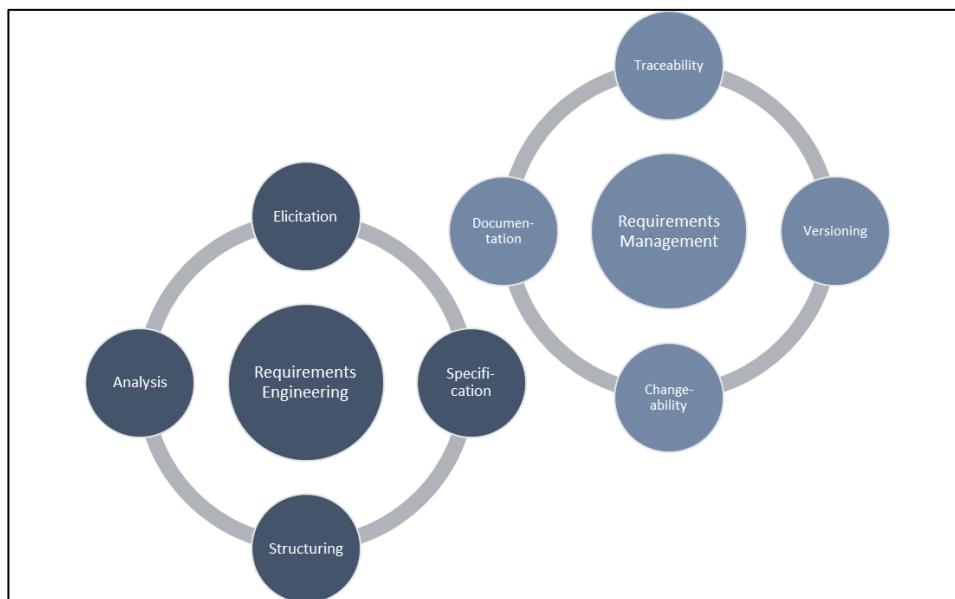 Traceability
Documen-
tation
Requirements
Management
Versioning
Change-
ability
Elicitation
Analysis
Requirements
Engineering
Specifi-
cation
Structuring